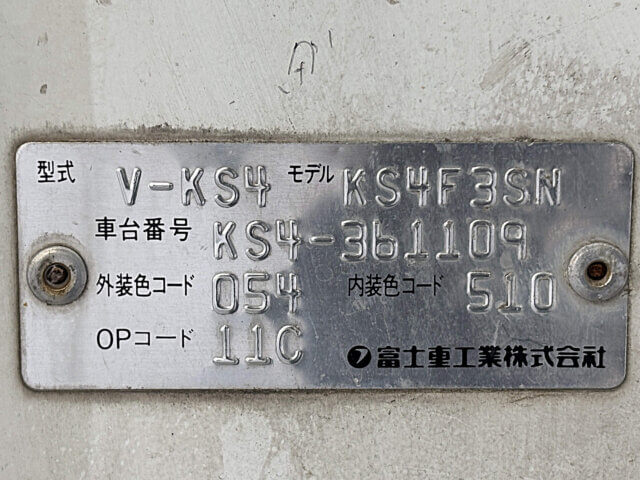 型式 V-KS4 モデル KS4F3SN
車台番号 KS4-361109
外装色コード 054 内装色コード 510
OPコード 11C 富士重工業株式会社